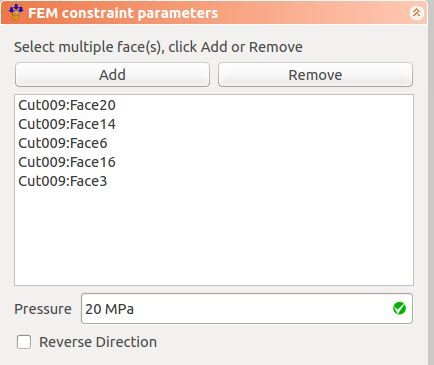 FEM constraint parameters
Select multiple face(s), click Add or Remove
Add Remove
Cut009:Face20
Cut009:Face14
Cut009:Face6
Cut009:Face16
Cut009:Face3
Pressure 20 MPa
Reverse Direction